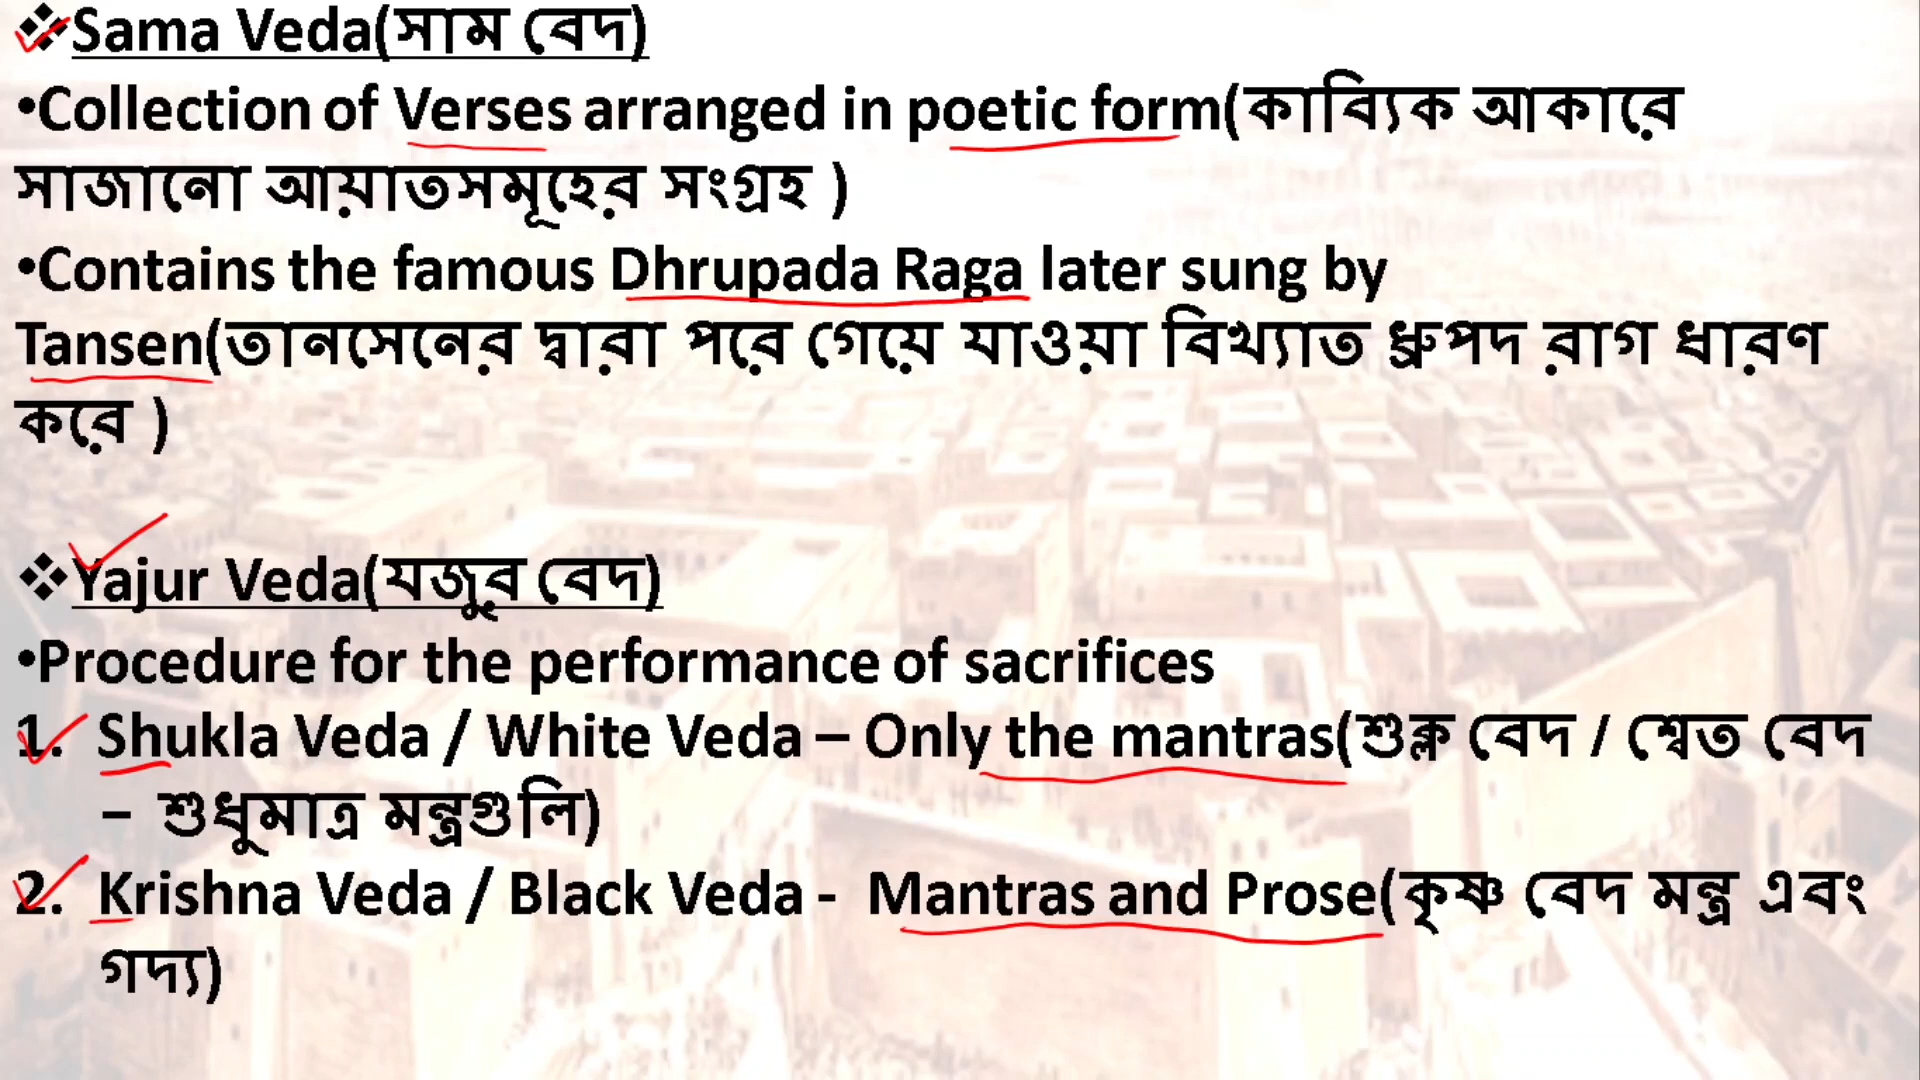 ❖Sama Veda(সাম বেদ)
•Collection of Verses arranged in poetic form(কাব্যিক আকারে
সাজানো আয়াতসমূহের সংগ্রহ )
•Contains the famous Dhrupada Raga later sung by
Tansen(তানসেনের দ্বারা পরে গেয়ে যাওয়া বিখ্যাত ধ্রুপদ রাগ ধারণ
করে )
❖Yajur Veda(যজুর বেদ)
•Procedure for the performance of sacrifices
1. Shukla Veda / White Veda – Only the mantras(শুক্ল বেদ / শ্বেত বেদ
– শুধুমাত্র মন্ত্রগুলি)
2. Krishna Veda / Black Veda - Mantras and Prose(কৃষ্ণ বেদ মন্ত্র এবং
গদ্য)